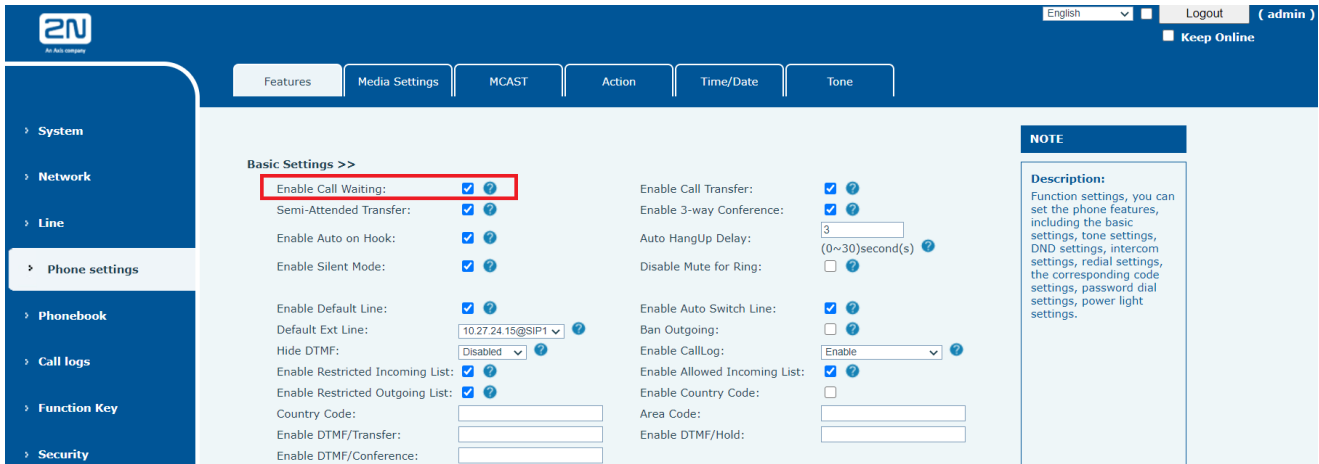 English
Logout
( admin )
Keep Online
2N
An Axis company
Features
Media Settings
MCAST
Action
Time/Date
Tone
› System
› Network
› Line
› Phone settings
› Phonebook
› Call logs
› Function Key
› Security
Basic Settings >>
Enable Call Waiting: ?
Enable Call Transfer: ?
Semi-Attended Transfer: ?
Enable 3-way Conference: ?
Enable Auto on Hook: ?
Auto HangUp Delay: 3
(0~30)second(s) ?
Enable Silent Mode: ?
Disable Mute for Ring: ?
Enable Default Line: ?
Enable Auto Switch Line: ?
Default Ext Line: 10.27.24.15@SIP1 ?
Ban Outgoing: ?
Hide DTMF: Disabled ?
Enable CallLog: Enable ?
Enable Restricted Incoming List: ?
Enable Allowed Incoming List: ?
Enable Restricted Outgoing List: ?
Enable Country Code:
Country Code:
Area Code:
Enable DTMF/Transfer:
Enable DTMF/Hold:
Enable DTMF/Conference:
NOTE
Description:
Function settings, you can
set the phone features,
including the basic
settings, tone settings,
DND settings, intercom
settings, redial settings,
the corresponding code
settings, password dial
settings, power light
settings.